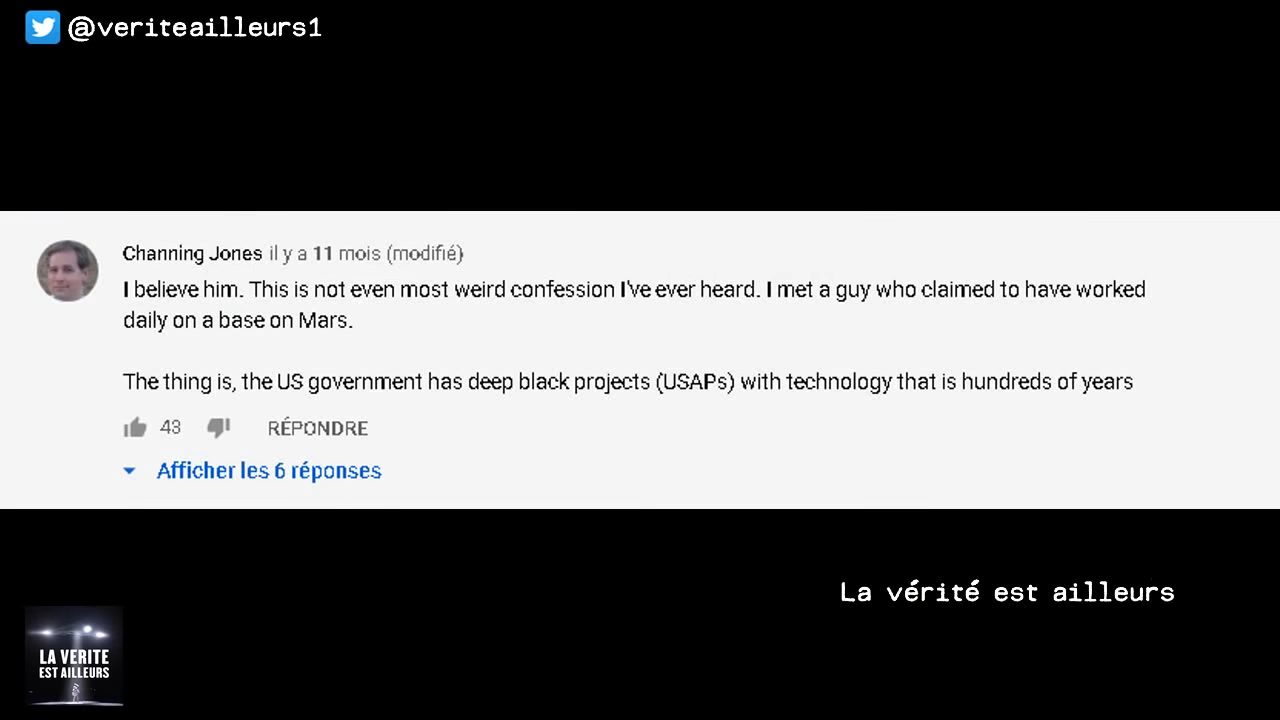 @veriteailleurs1
Channing Jones il y a 11 mois (modifié)
I believe him. This is not even most weird confession I've ever heard. I met a guy who claimed to have worked
daily on a base on Mars.
The thing is, the US government has deep black projects (USAPs) with technology that is hundreds of years
43 RÉPONDRE
Afficher les 6 réponses
La vérité est ailleurs
LA VERITE
EST AILLEURS